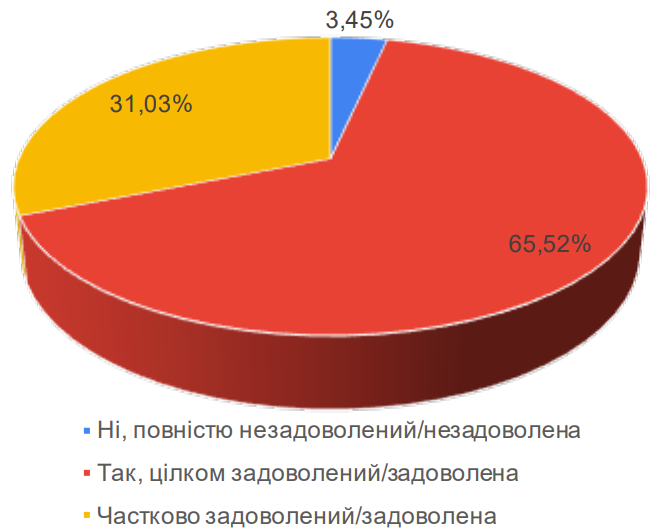 3,45%
31,03%
65,52%
Ні, повністю незадоволений/незадоволена
Так, цілком задоволений/задоволена
Частково задоволений/задоволена